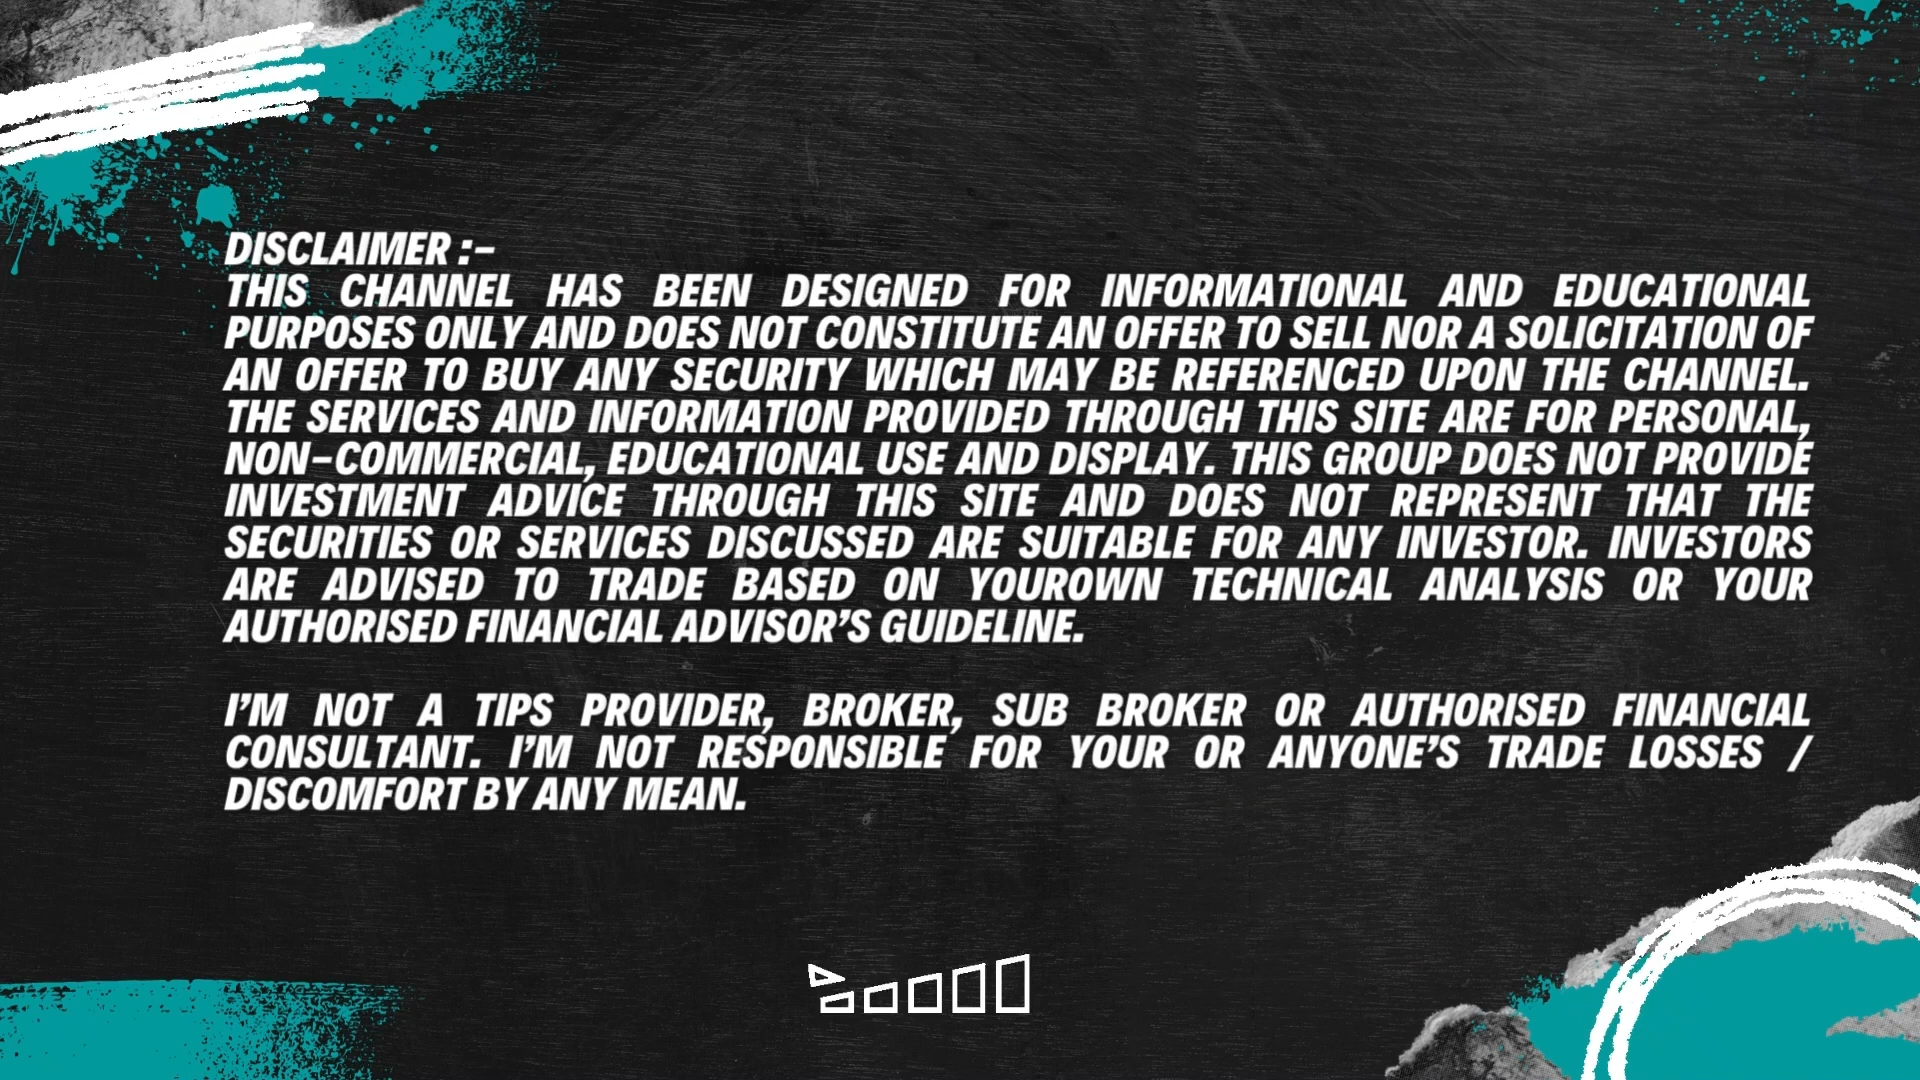 DISCLAIMER :-
THIS CHANNEL HAS BEEN DESIGNED FOR INFORMATIONAL AND EDUCATIONAL
PURPOSES ONLY AND DOES NOT CONSTITUTE AN OFFER TO SELL NOR A SOLICITATION OF
AN OFFER TO BUY ANY SECURITY WHICH MAY BE REFERENCED UPON THE CHANNEL.
THE SERVICES AND INFORMATION PROVIDED THROUGH THIS SITE ARE FOR PERSONAL,
NON-COMMERCIAL, EDUCATIONAL USE AND DISPLAY. THIS GROUP DOES NOT PROVIDE
INVESTMENT ADVICE THROUGH THIS SITE AND DOES NOT REPRESENT THAT THE
SECURITIES OR SERVICES DISCUSSED ARE SUITABLE FOR ANY INVESTOR. INVESTORS
ARE ADVISED TO TRADE BASED ON YOUROWN TECHNICAL ANALYSIS OR YOUR
AUTHORISED FINANCIAL ADVISOR'S GUIDELINE.
I'M NOT A TIPS PROVIDER, BROKER, SUB BROKER OR AUTHORISED FINANCIAL
CONSULTANT. I'M NOT RESPONSIBLE FOR YOUR OR ANYONE'S TRADE LOSSES /
DISCOMFORT BY ANY MEAN.